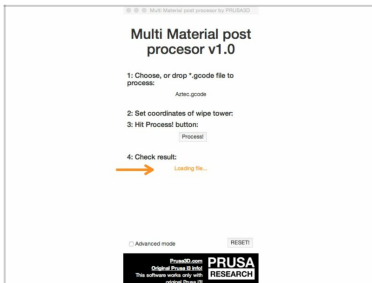 Multi Material post procesor by PRUSA3D
Multi Material post
procesor v1.0
1: Choose, or drop *.gcode file to
process:
Aztec.gcode
2: Set coordinates of wipe tower:
3: Hit Process! button:
Process!
4: Check result:
Loading file...
Advanced mode
RESET!
Prusa3D.com
Original Prusa i3 info!
This software works only with
original Prusa i3!
PRUSA
RESEARCH